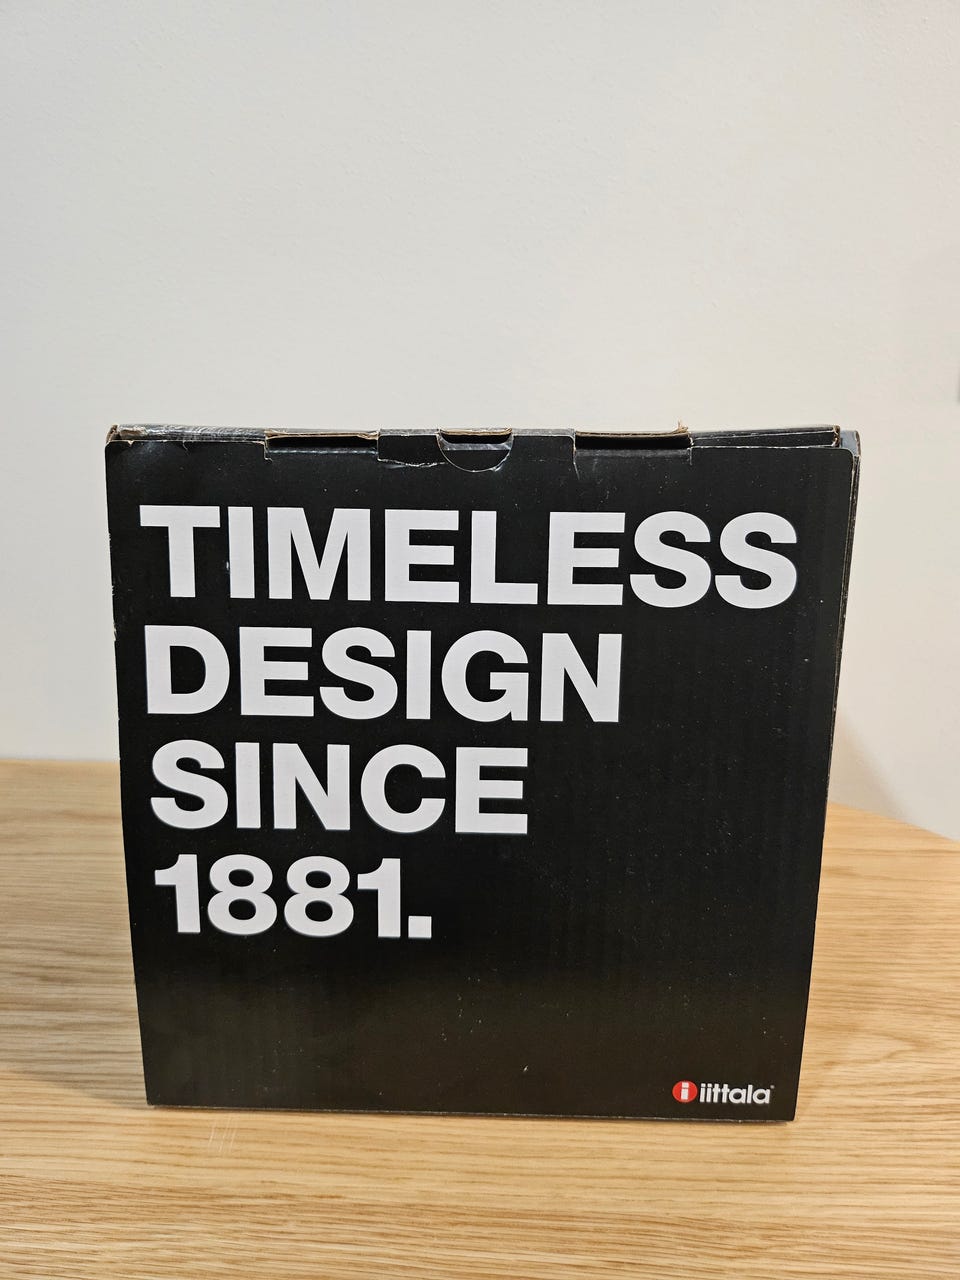 TIMELESS
DESIGN
SINCE
1881.
i iittala®